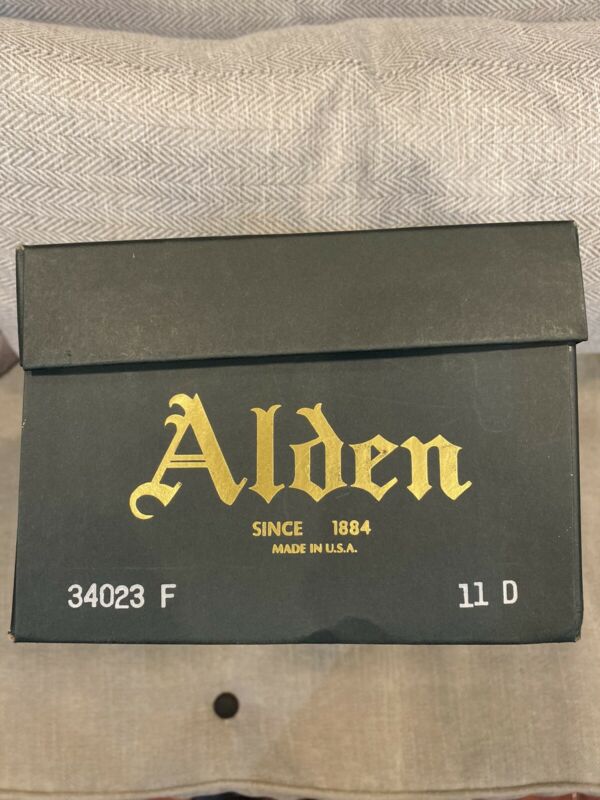 Alden
SINCE 1884
MADE IN U.S.A.
34023 F 11 D